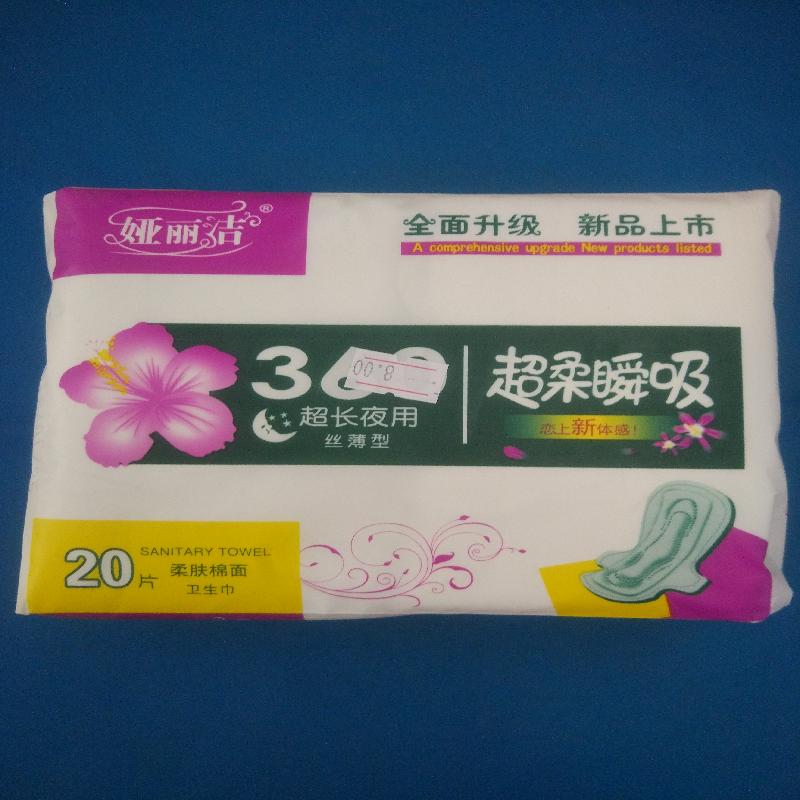 娅丽洁®
全面升级 新品上市
A comprehensive upgrade New products listed
8.00
超长夜用
丝薄型
超柔瞬吸
恋上新体感!
20片
SANITARY TOWEL
柔肤棉面
卫生巾